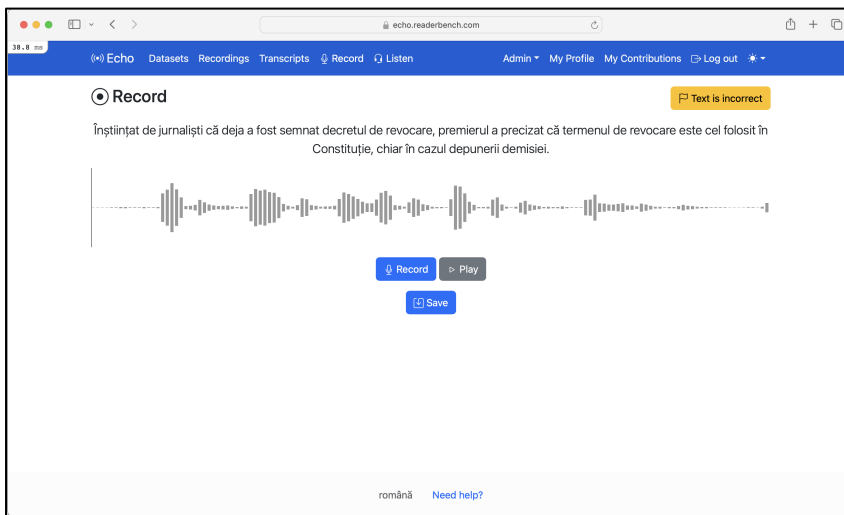 echo.readerbench.com
38.8 ms
Echo Datasets Recordings Transcripts Record Listen Admin My Profile My Contributions Log out
Record
Text is incorrect
Înștiințat de jurnaliști că deja a fost semnat decretul de revocare, premierul a precizat că termenul de revocare este cel folosit în
Constituție, chiar în cazul depunerii demisiei.
Record Play
Save
română Need help?